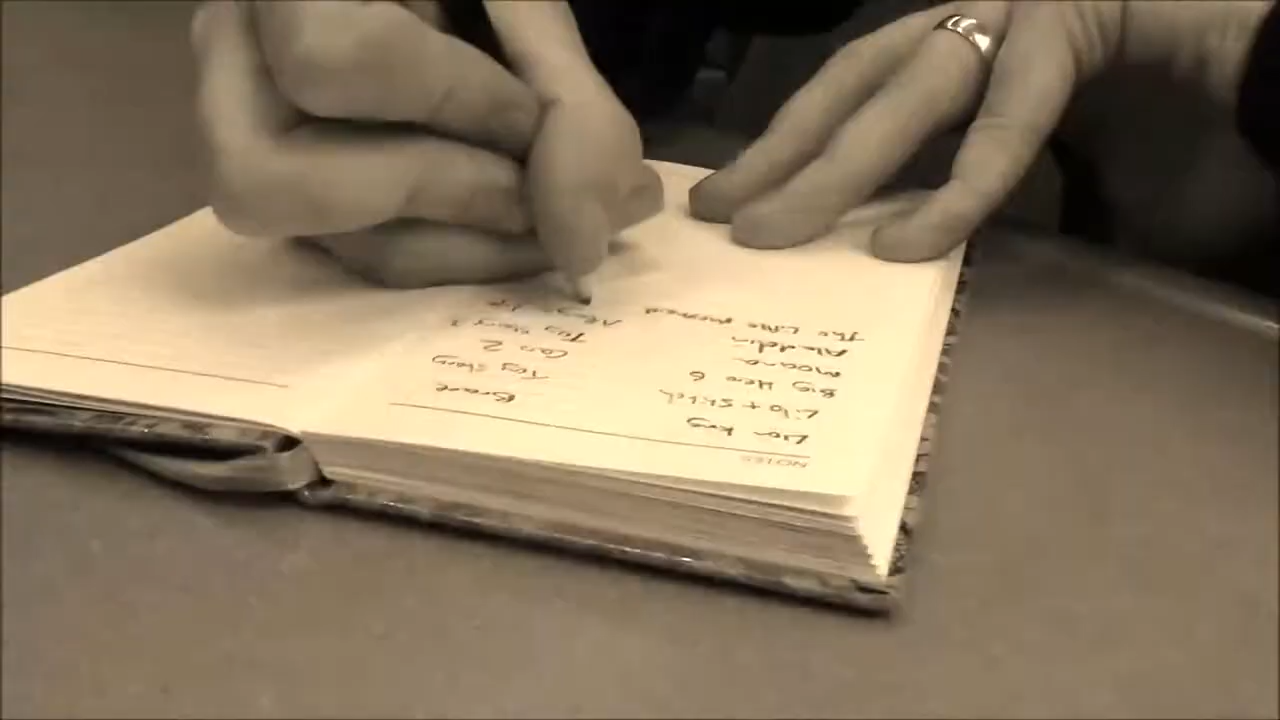 NOTES
Lion King
Lilo + Stitch
Big Hero 6
Moana
Aladdin
The Little Mermaid
Brave
Toy Story
Cars 2
Toy Story